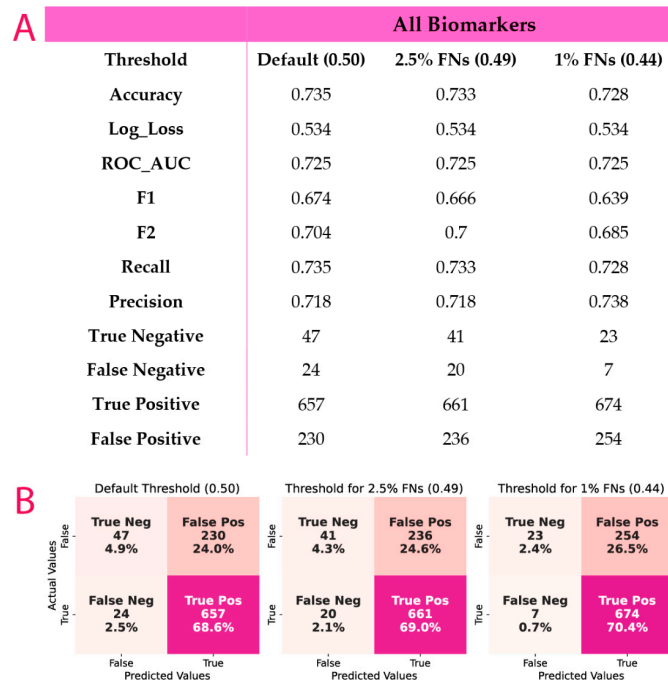 A
All Biomarkers
Threshold Default (0.50) 2.5% FNs (0.49) 1% FNs (0.44)
Accuracy 0.735 0.733 0.728
Log_Loss 0.534 0.534 0.534
ROC_AUC 0.725 0.725 0.725
F1 0.674 0.666 0.639
F2 0.704 0.7 0.685
Recall 0.735 0.733 0.728
Precision 0.718 0.718 0.738
True Negative 47 41 23
False Negative 24 20 7
True Positive 657 661 674
False Positive 230 236 254
B
Default Threshold (0.50) Threshold for 2.5% FNs (0.49) Threshold for 1% FNs (0.44)
Actual Values
False
True Neg False Pos True Neg False Pos True Neg False Pos
47 230 41 236 23 254
4.9% 24.0% 4.3% 24.6% 2.4% 26.5%
True
False Neg True Pos False Neg True Pos False Neg True Pos
24 657 20 661 7 674
2.5% 68.6% 2.1% 69.0% 0.7% 70.4%
False True False True False True
Predicted Values Predicted Values Predicted Values